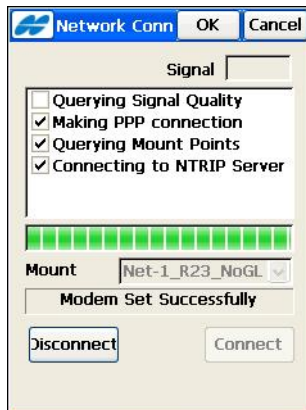 Network Conn OK Cancel
Signal
Querying Signal Quality
Making PPP connection
Querying Mount Points
Connecting to NTRIP Server
Mount Net-1_R23_NoGL
Modem Set Successfully
Disconnect Connect